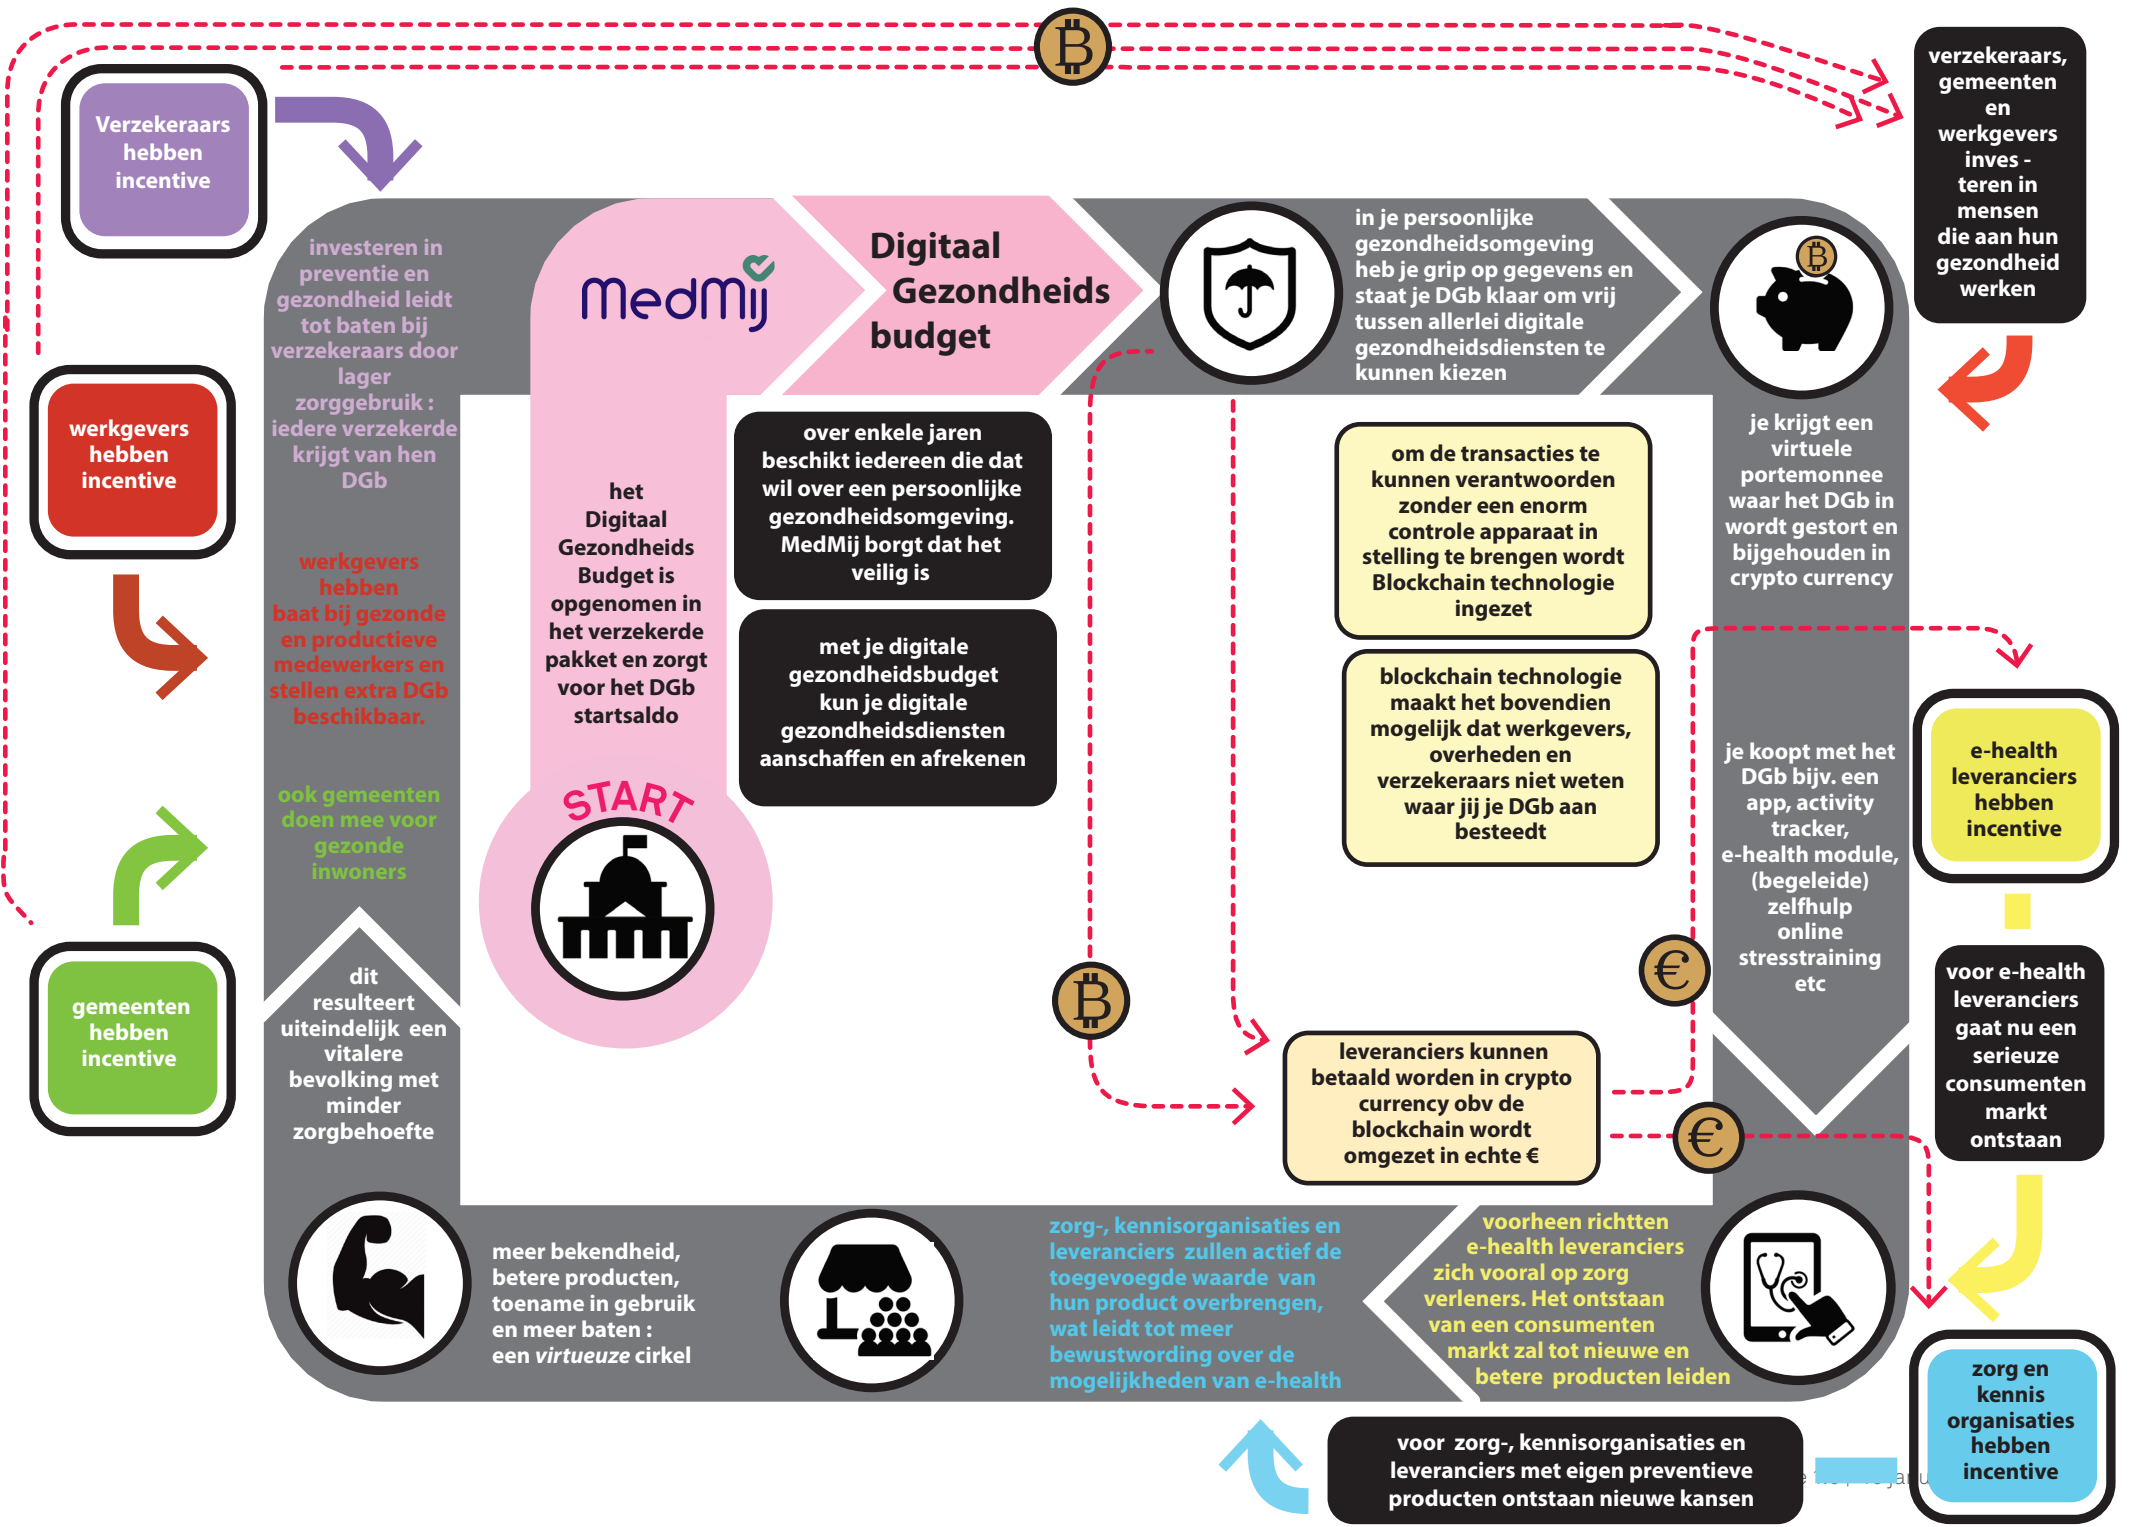 Verzekeraars
hebben
incentive
werkgevers
hebben
incentive
gemeenten
hebben
incentive
investeren in
preventie en
gezondheid leidt
tot baten bij
verzekeraars door
lager
zorggebruik :
iedere verzekerde
krijgt van hen
DGb
werkgevers
hebben
baat bij gezonde
en productieve
medewerkers en
stellen extra DGb
beschikbaar.
ook gemeenten
doen mee voor
gezonde
inwoners
dit
resulteert
uiteindelijk een
vitalere
bevolking met
minder
zorgbehoefte
MedMij
het
Digitaal
Gezondheids
Budget is
opgenomen in
het verzekerde
pakket en zorgt
voor het DGb
startsaldo
START
Digitaal
Gezondheids
budget
over enkele jaren
beschikt iedereen die dat
wil over een persoonlijke
gezondheidsomgeving.
MedMij borgt dat het
veilig is
met je digitale
gezondheidsbudget
kun je digitale
gezondheidsdiensten
aanschaffen en afrekenen
in je persoonlijke
gezondheidsomgeving
heb je grip op gegevens en
staat je DGb klaar om vrij
tussen allerlei digitale
gezondheidsdiensten te
kunnen kiezen
om de transacties te
kunnen verantwoorden
zonder een enorm
controle apparaat in
stelling te brengen wordt
Blockchain technologie
ingezet
blockchain technologie
maakt het bovendien
mogelijk dat werkgevers,
overheden en
verzekeraars niet weten
waar jij je DGb aan
besteedt
leveranciers kunnen
betaald worden in crypto
currency obv de
blockchain wordt
omgezet in echte €
verzekeraars,
gemeenten
en
werkgevers
inves -
teren in
mensen
die aan hun
gezondheid
werken
je krijgt een
virtuele
portemonnee
waar het DGb in
wordt gestort en
bijgehouden in
crypto currency
je koopt met het
DGb bijv. een
app, activity
tracker,
e-health module,
(begeleide)
zelfhulp
online
stresstraining
etc
e-health
leveranciers
hebben
incentive
voor e-health
leveranciers
gaat nu een
serieuze
consumenten
markt
ontstaan
voorheen richtten
e-health leveranciers
zich vooral op zorg
verleners. Het ontstaan
van een consumenten
markt zal tot nieuwe en
betere producten leiden
zorg-, kennisorganisaties en
leveranciers zullen actief de
toegevoegde waarde van
hun product overbrengen,
wat leidt tot meer
bewustwording over de
mogelijkheden van e-health
meer bekendheid,
betere producten,
toename in gebruik
en meer baten :
een virtueuze cirkel
zorg en
kennis
organisaties
hebben
incentive
voor zorg-, kennisorganisaties en
leveranciers met eigen preventieve
producten ontstaan nieuwe kansen
₿
₿
₿
€
€